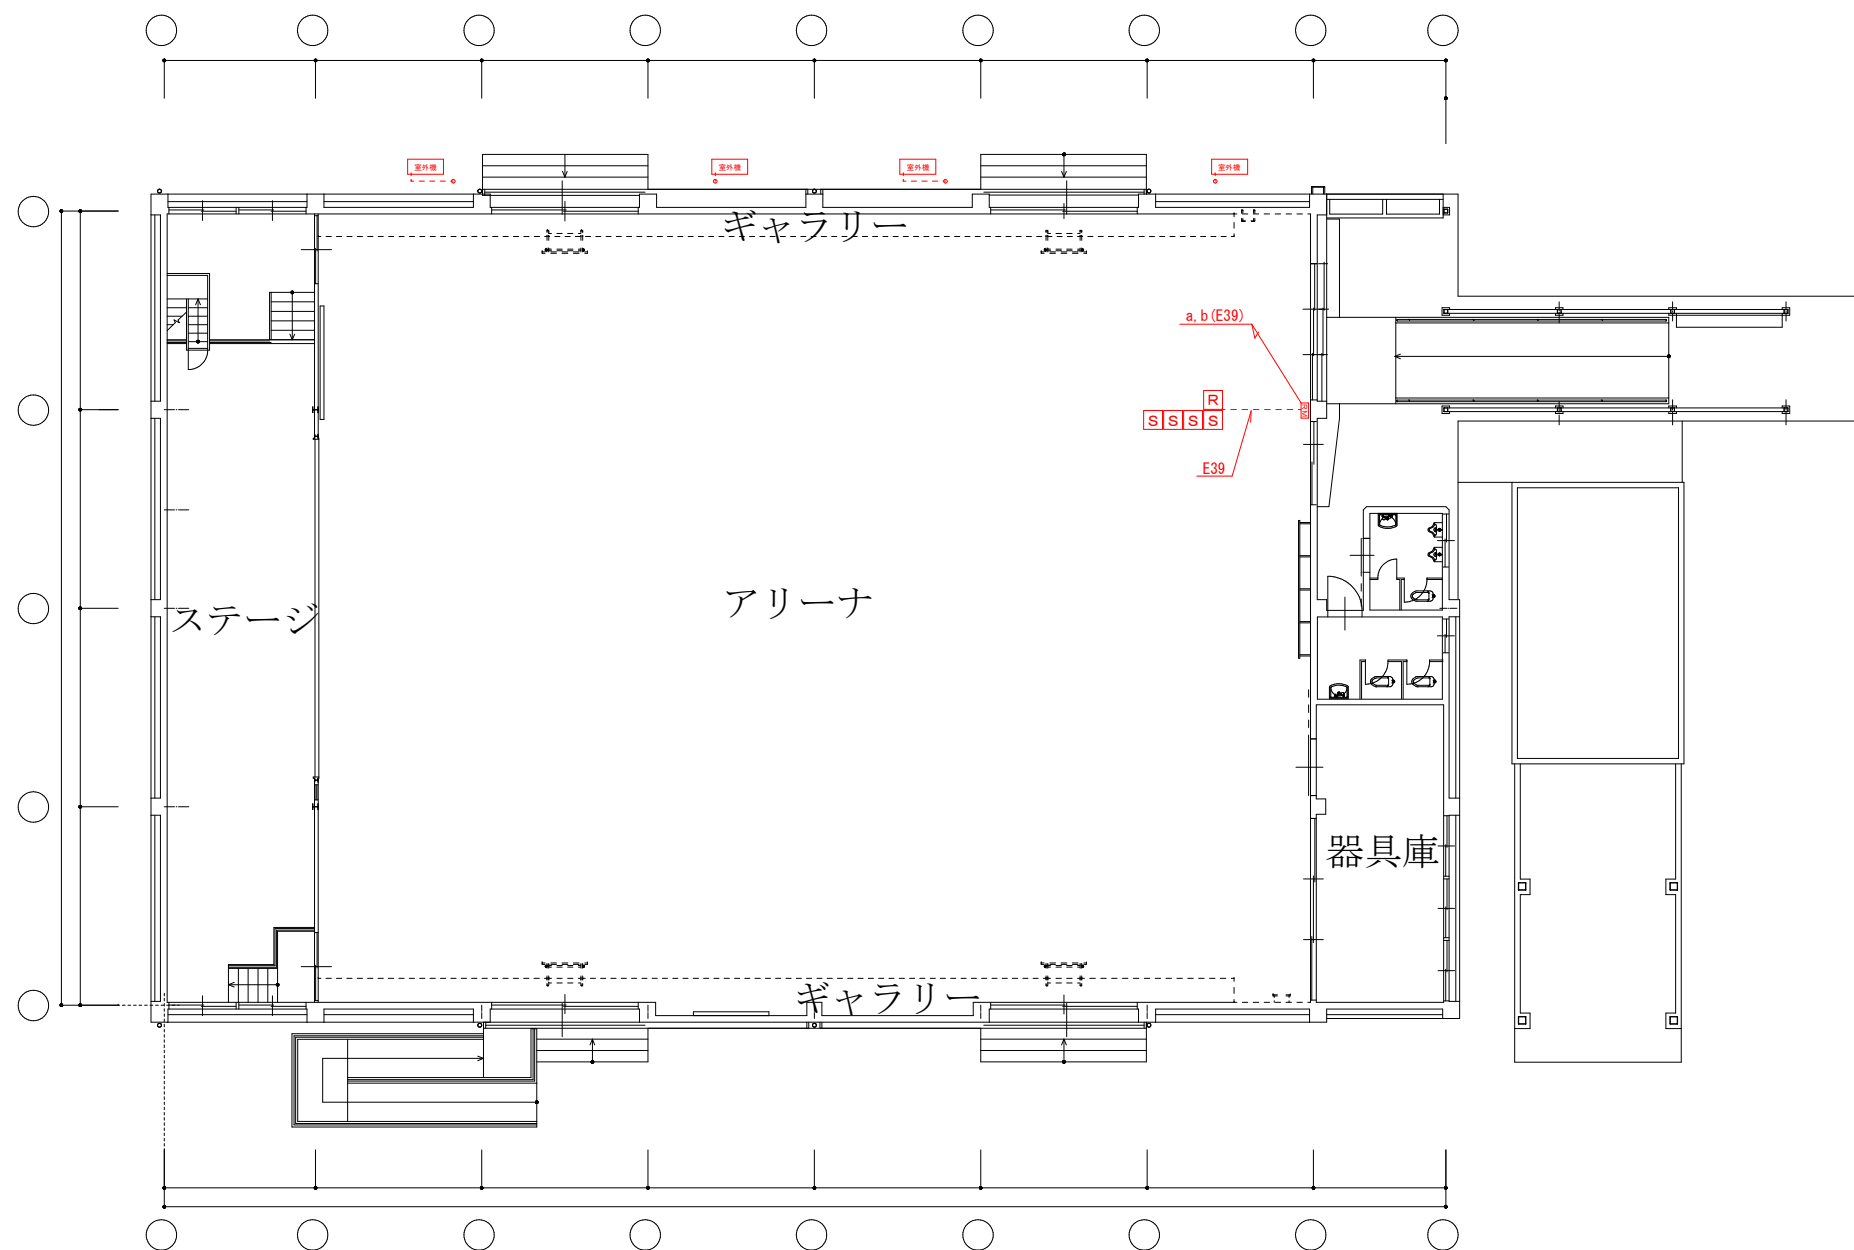 室外機 室外機 室外機 室外機
ギャラリー
a, b(E39)
R
RM
S S S S
E39
アリーナ
ステージ
器具庫
ギャラリー